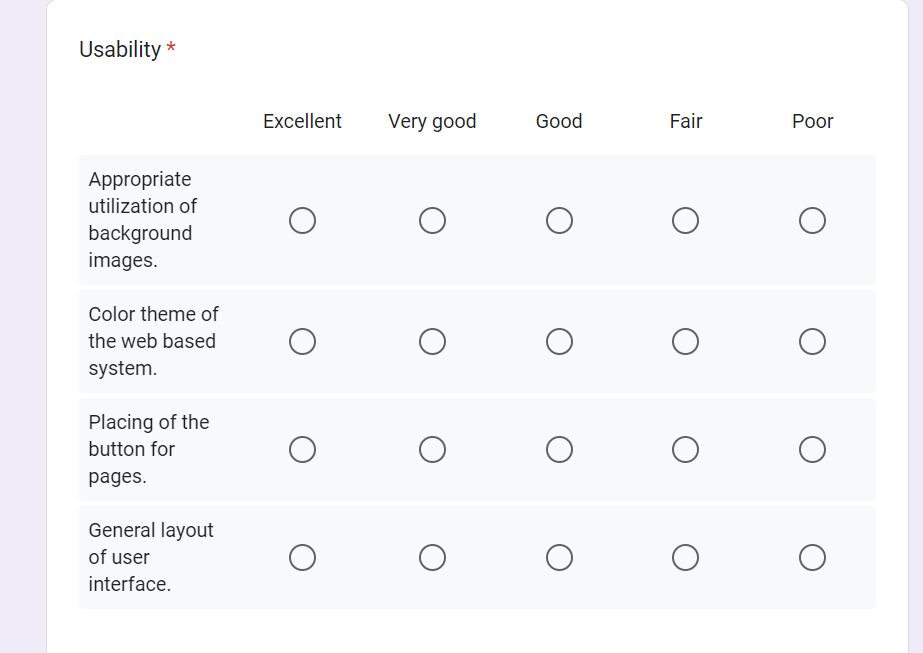 Usability *
Excellent Very good Good Fair Poor
Appropriate
utilization of
background
images.
Color theme of
the web based
system.
Placing of the
button for
pages.
General layout
of user
interface.